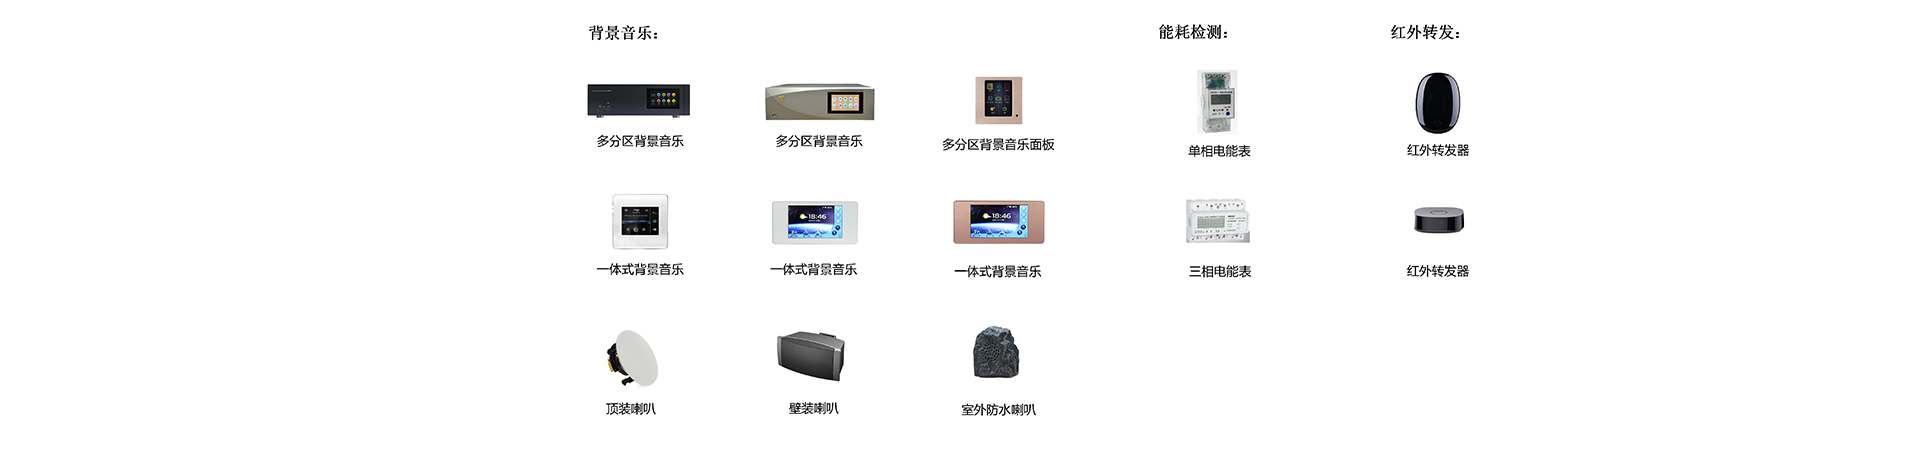 背景音乐：
能耗检测：
红外转发：
多分区背景音乐
多分区背景音乐
多分区背景音乐面板
单相电能表
红外转发器
18:46
18:46
一体式背景音乐
一体式背景音乐
一体式背景音乐
三相电能表
红外转发器
顶装喇叭
壁装喇叭
室外防水喇叭